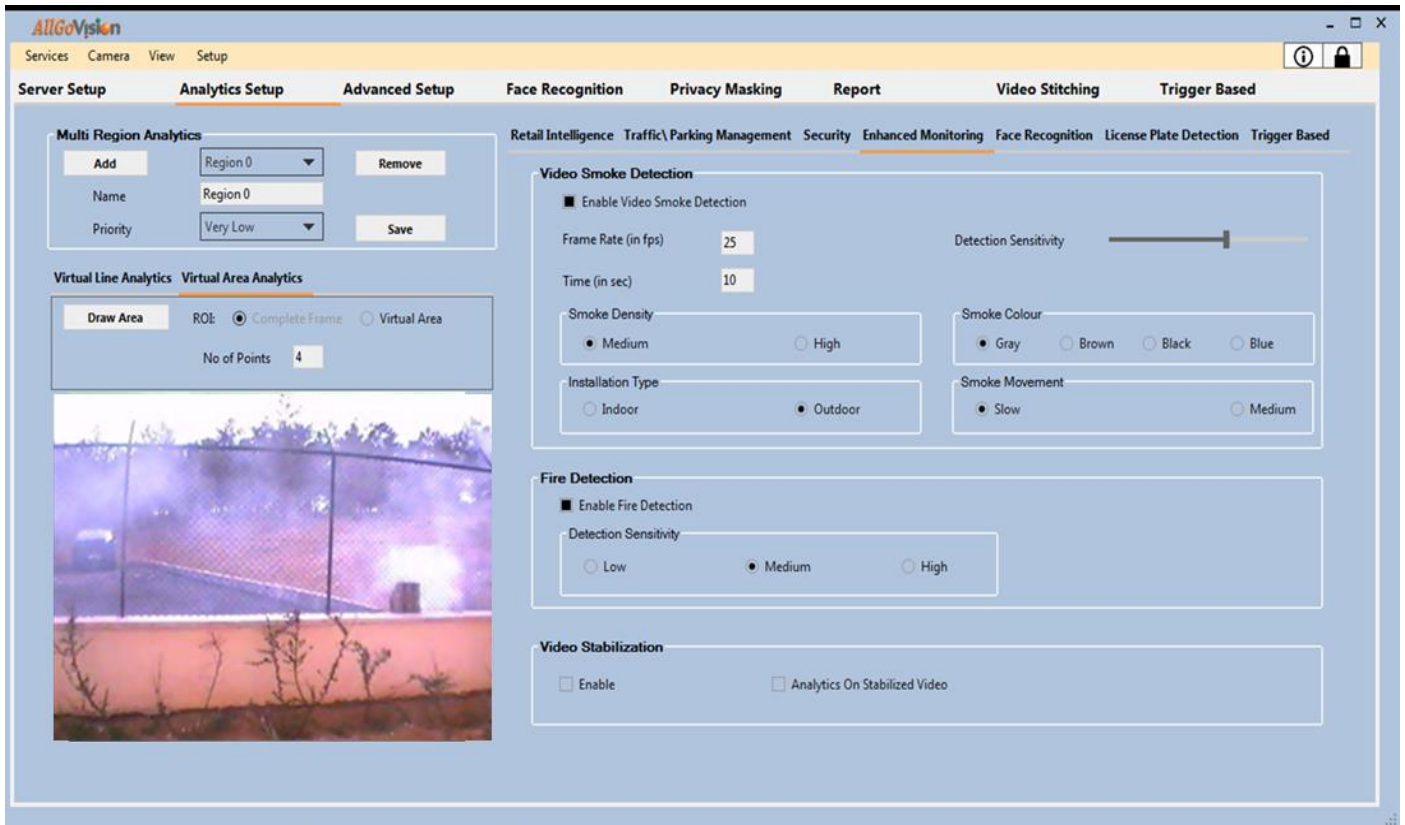 AllGoVision
Services Camera View Setup
Server Setup Analytics Setup Advanced Setup Face Recognition Privacy Masking Report Video Stitching Trigger Based
Multi Region Analytics
Add Region 0 Remove
Name Region 0
Priority Very Low Save
Virtual Line Analytics Virtual Area Analytics
Draw Area ROI: Complete Frame Virtual Area
No of Points 4
Retail Intelligence Traffic\ Parking Management Security Enhanced Monitoring Face Recognition License Plate Detection Trigger Based
Video Smoke Detection
Enable Video Smoke Detection
Frame Rate (in fps) 25 Detection Sensitivity
Time (in sec) 10
Smoke Density
Medium High
Smoke Colour
Gray Brown Black Blue
Installation Type
Indoor Outdoor
Smoke Movement
Slow Medium
Fire Detection
Enable Fire Detection
Detection Sensitivity
Low Medium High
Video Stabilization
Enable Analytics On Stabilized Video